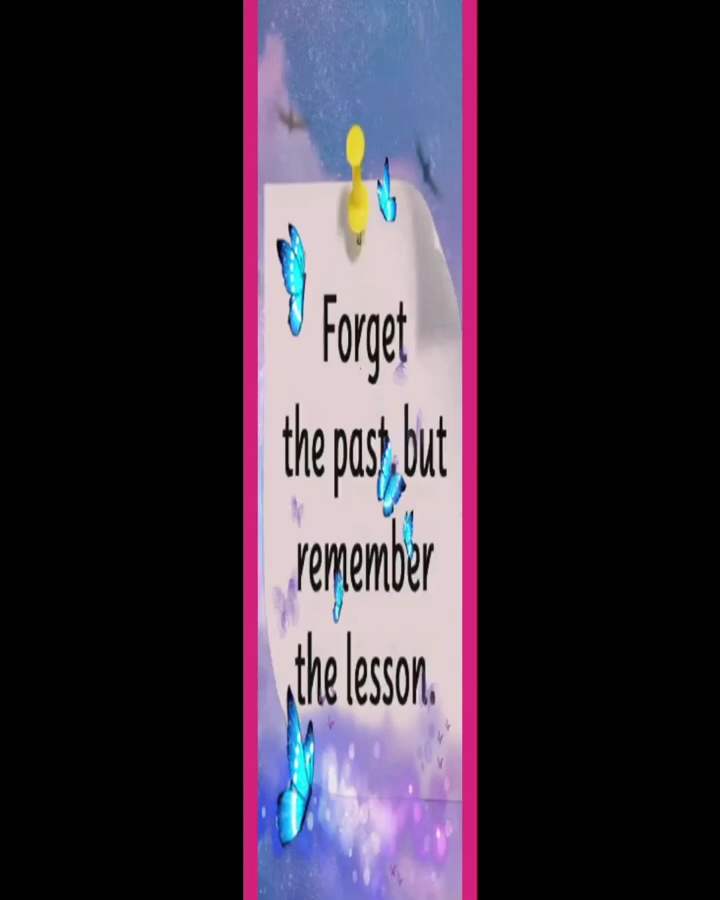 Forget
the past, but
remember
the lesson.